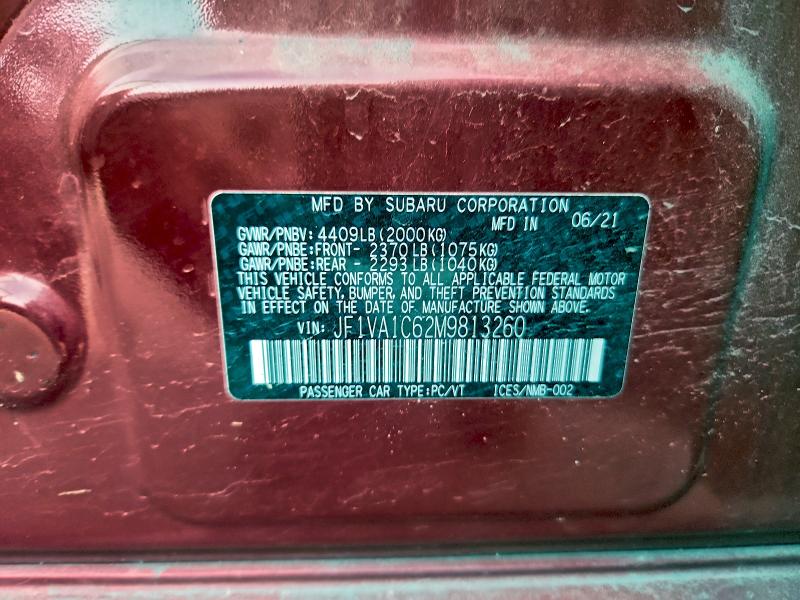 MFD BY SUBARU CORPORATION
MFD IN 06/21
GVWR/PNBV: 4409LB(2000KG)
GAWR/PNBE:FRONT- 2370LB(1075KG)
GAWR/PNBE:REAR - 2293LB(1040KG)
THIS VEHICLE CONFORMS TO ALL APPLICABLE FEDERAL MOTOR
VEHICLE SAFETY, BUMPER, AND THEFT PREVENTION STANDARDS
IN EFFECT ON THE DATE OF MANUFACTURE SHOWN ABOVE.
VIN: JF1VA1C62M9813260
PASSENGER CAR TYPE:PC/VT ICES/NMB-002